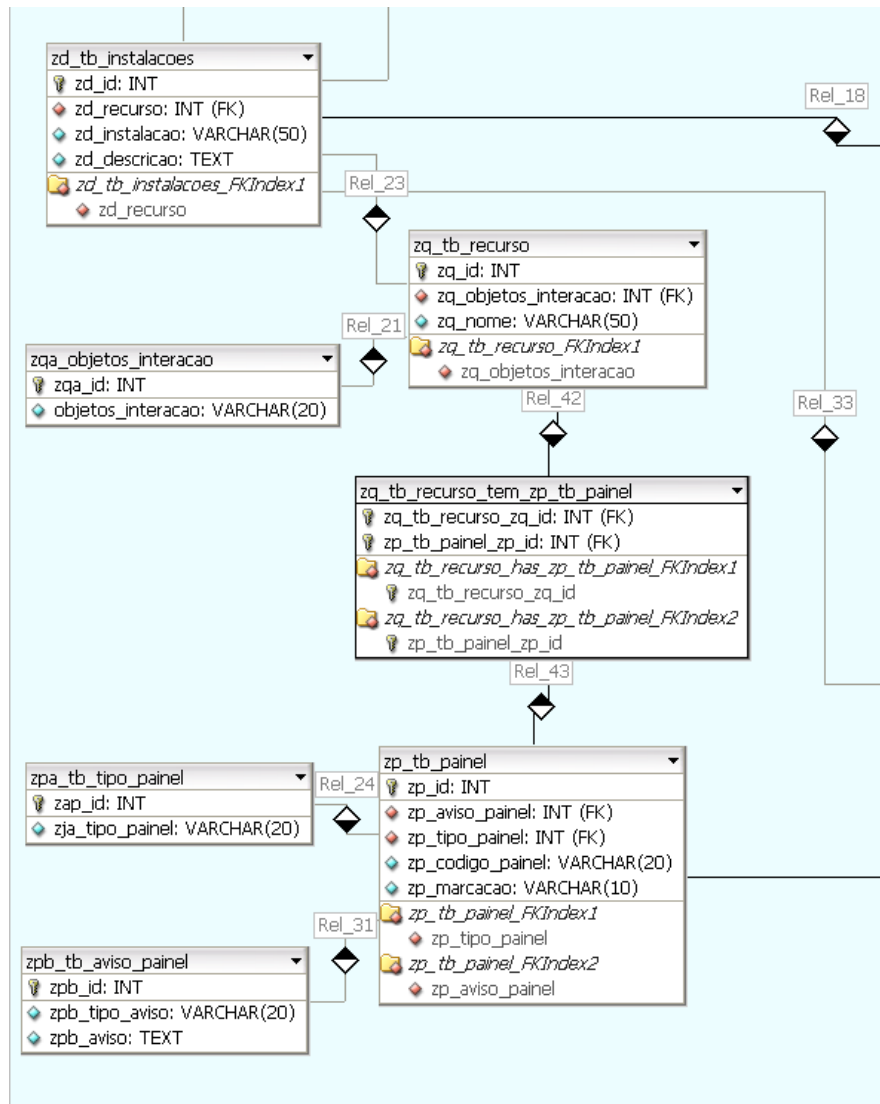 zd_tb_instalacoes
zd_id: INT
zd_recurso: INT (FK)
zd_instalacao: VARCHAR(50)
zd_descricao: TEXT
zd_tb_instalacoes_FKIndex1
zd_recurso
Rel_18
Rel_23
zq_tb_recurso
zq_id: INT
zq_objetos_interacao: INT (FK)
zq_nome: VARCHAR(50)
zq_tb_recurso_FKIndex1
zq_objetos_interacao
Rel_21
zqa_objetos_interacao
zqa_id: INT
objetos_interacao: VARCHAR(20)
Rel_42
Rel_33
zq_tb_recurso_tem_zp_tb_painel
zq_tb_recurso_zq_id: INT (FK)
zp_tb_painel_zp_id: INT (FK)
zq_tb_recurso_has_zp_tb_painel_FKIndex1
zq_tb_recurso_zq_id
zq_tb_recurso_has_zp_tb_painel_FKIndex2
zp_tb_painel_zp_id
Rel_43
zp_tb_painel
zp_id: INT
zp_aviso_painel: INT (FK)
zp_tipo_painel: INT (FK)
zp_codigo_painel: VARCHAR(20)
zp_marcacao: VARCHAR(10)
zp_tb_painel_FKIndex1
zp_tipo_painel
zp_tb_painel_FKIndex2
zp_aviso_painel
zpa_tb_tipo_painel
zap_id: INT
zja_tipo_painel: VARCHAR(20)
Rel_24
Rel_31
zpb_tb_aviso_painel
zpb_id: INT
zpb_tipo_aviso: VARCHAR(20)
zpb_aviso: TEXT